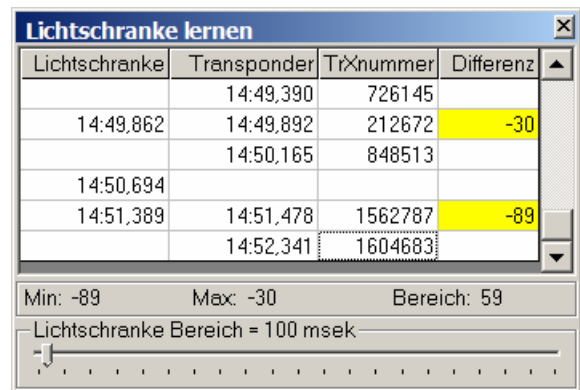 Lichtschranke lernen
Lichtschranke Transponder TrXnummer Differenz
14:49,390 726145
14:49,862 14:49,892 212672 -30
14:50,165 848513
14:50,694
14:51,389 14:51,478 1562787 -89
14:52,341 1604683
Min: -89 Max: -30 Bereich: 59
Lichtschranke Bereich = 100 msek